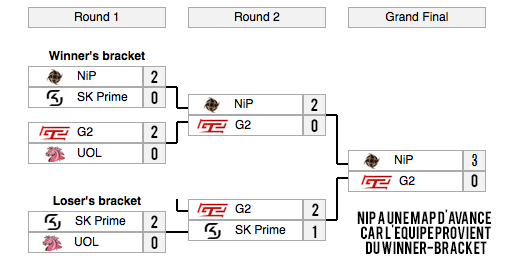 Round 1
Round 2
Grand Final
Winner's bracket
NiP 2
SK Prime 0
G2 2
UOL 0
NiP 2
G2 0
NiP 3
G2 0
Loser's bracket
SK Prime 2
UOL 0
G2 2
SK Prime 1
NIP A UNE MAP D'AVANCE
CAR L'EQUIPE PROVIENT
DU WINNER-BRACKET